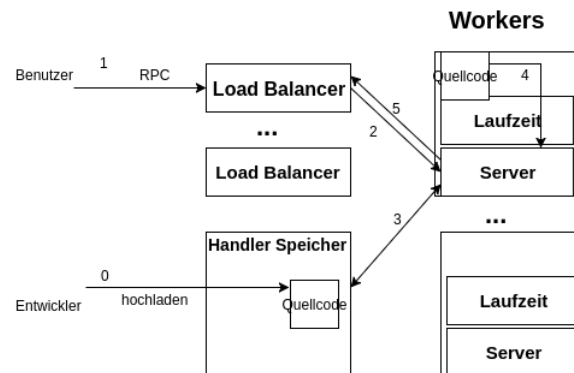 Workers
1
Benutzer
RPC
Load Balancer
Quellcode
4
5
2
Laufzeit
...
Load Balancer
Server
3
...
Handler Speicher
0
Entwickler
hochladen
Quellcode
Laufzeit
Server